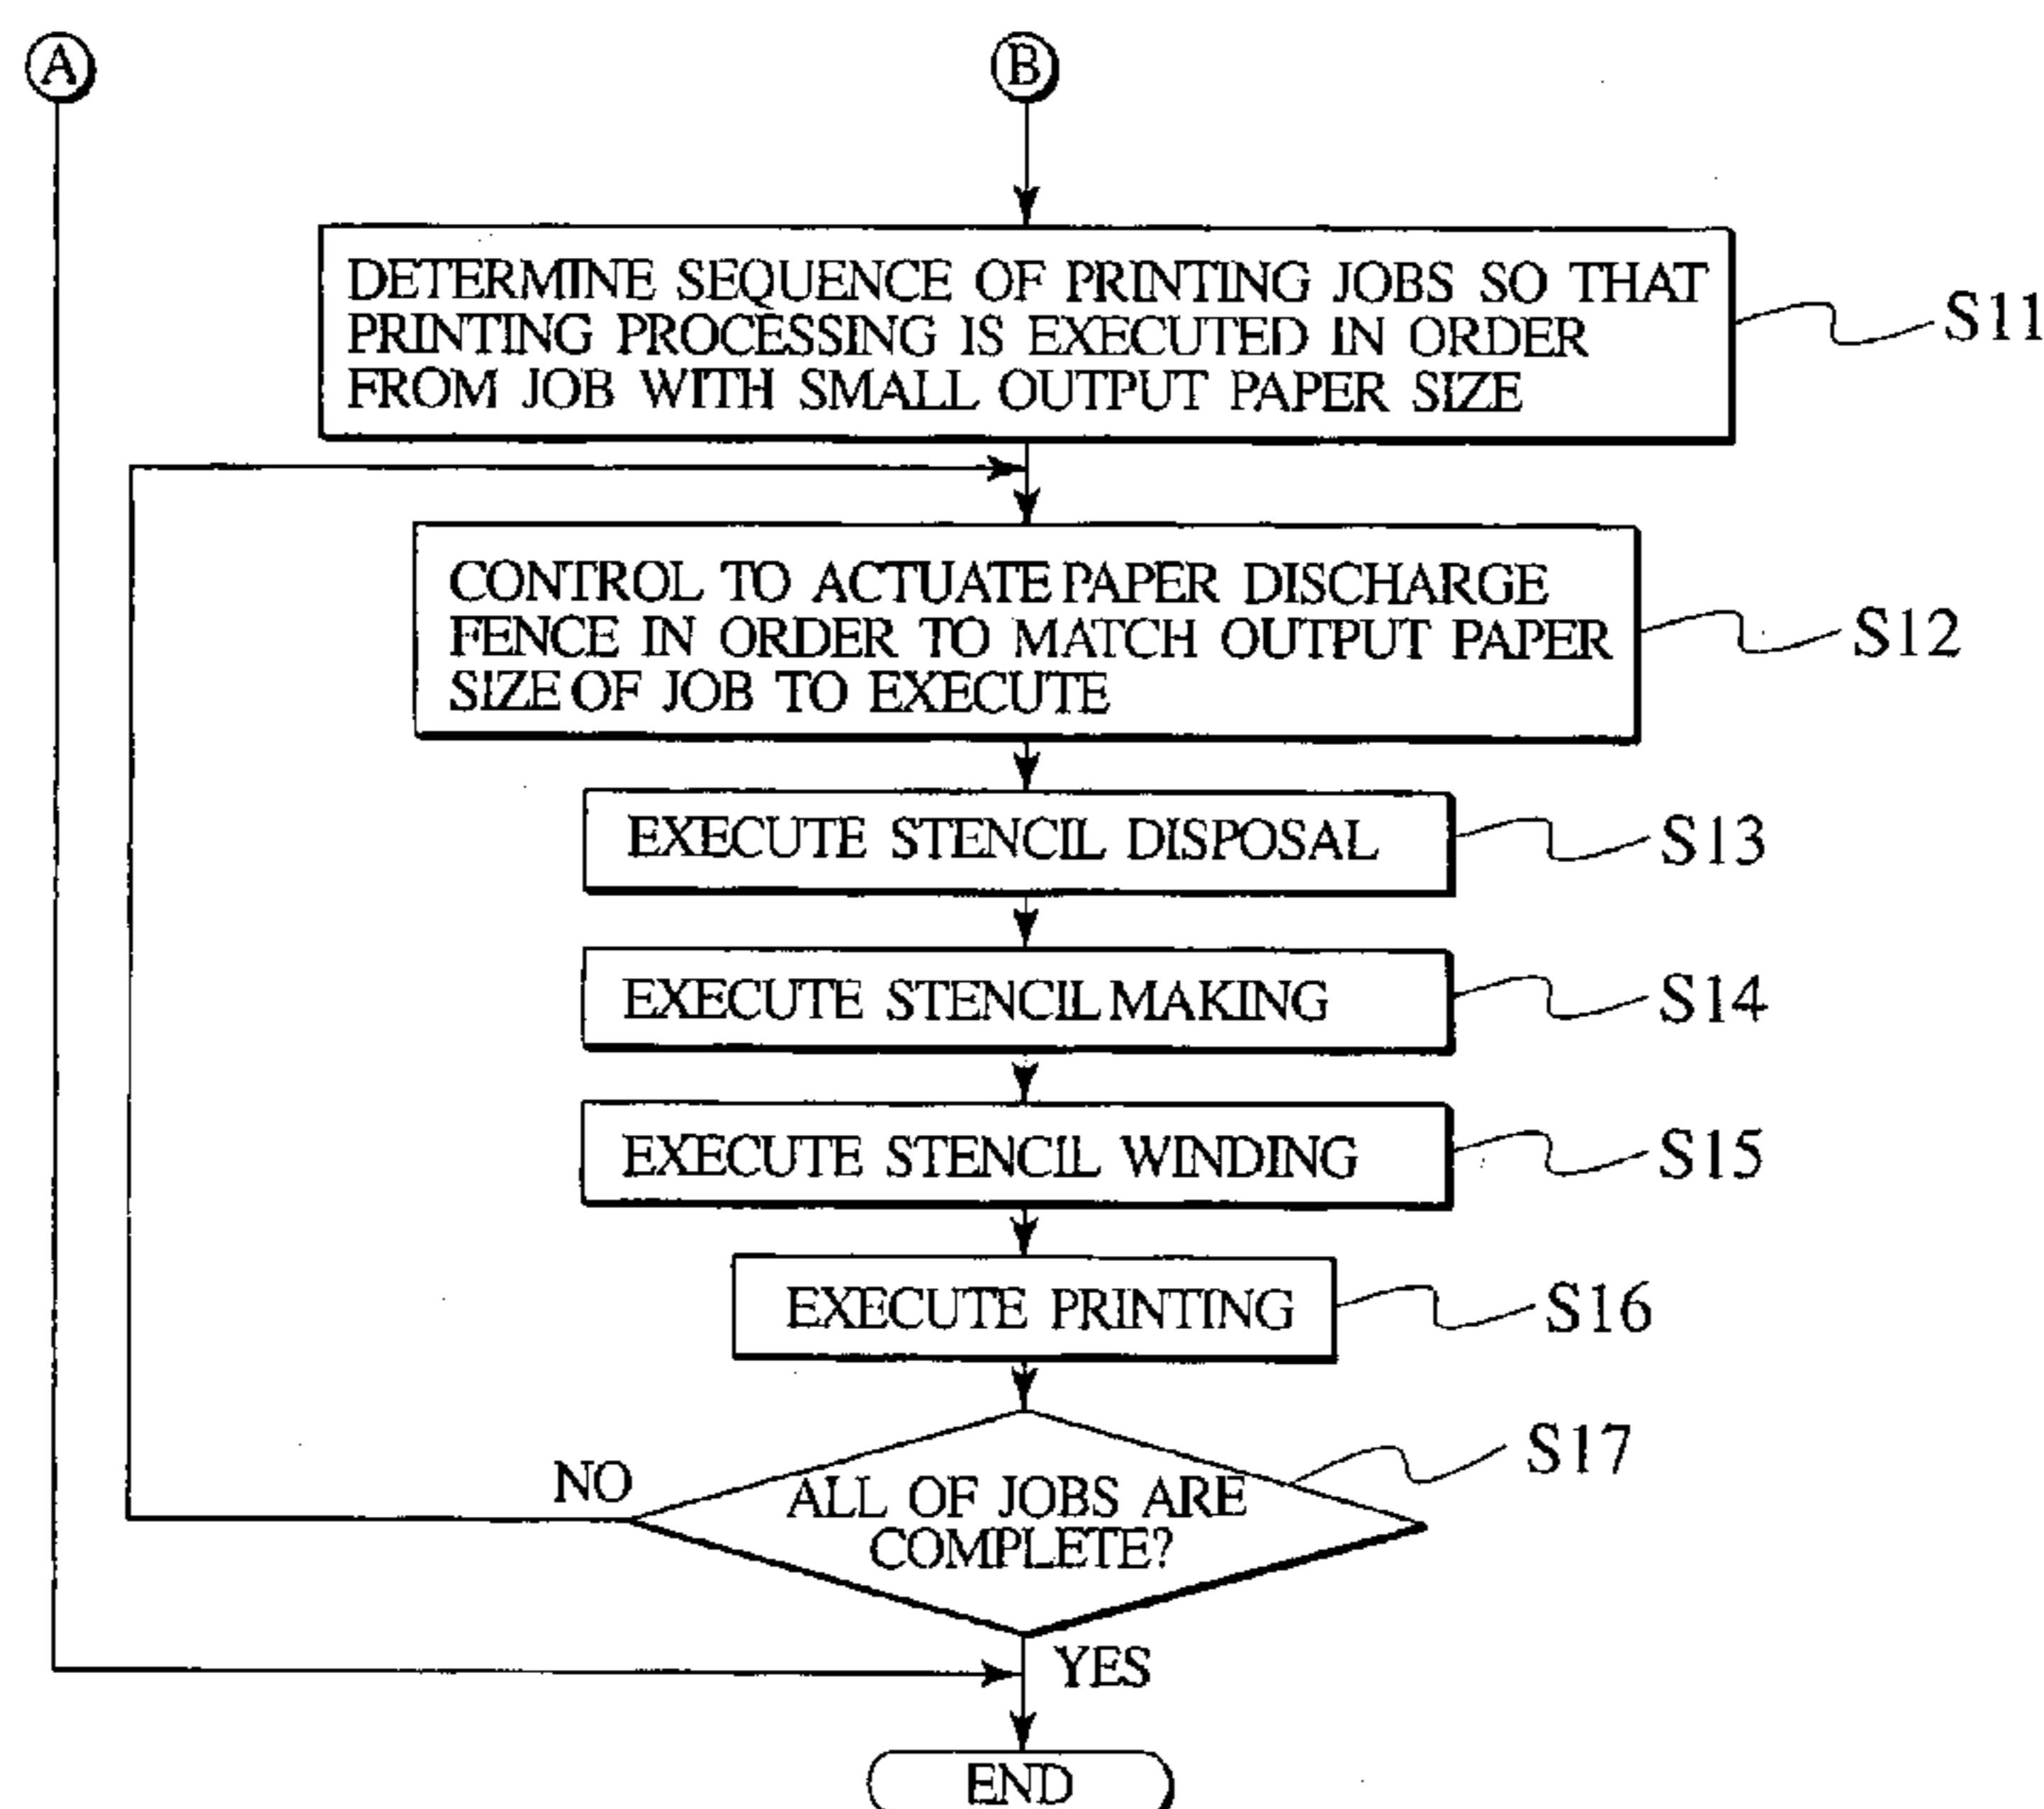 A
B
DETERMINE SEQUENCE OF PRINTING JOBS SO THAT
PRINTING PROCESSING IS EXECUTED IN ORDER
FROM JOB WITH SMALL OUTPUT PAPER SIZE
S11
CONTROL TO ACTUATE PAPER DISCHARGE
FENCE IN ORDER TO MATCH OUTPUT PAPER
SIZE OF JOB TO EXECUTE
S12
EXECUTE STENCIL DISPOSAL
S13
EXECUTE STENCIL MAKING
S14
EXECUTE STENCIL WINDING
S15
EXECUTE PRINTING
S16
S17
NO
ALL OF JOBS ARE
COMPLETE?
YES
END